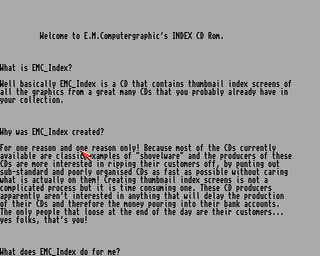 Welcome to E.M.Computergraphic's INDEX CD Rom.
What is EMC_Index?
Well basically EMC_Index is a CD that contains thumbnail index screens of
all the graphics from a great many CDs that you probably already have in
your collection.
Why was EMC_Index created?
For one reason and one reason only! Because most of the CDs currently
available are classic examples of "shovelware" and the producers of these
CDs are more interested in ripping their customers off, by punting out
sub-standard and poorly organised CDs as fast as possible without caring
what is actually on them! Creating thumbnail index screens is not a
complicated process but it is time consuming one. These CD producers
apparently aren't interested in anything that will delay the production
of their CDs and therefore the money pouring into their bank accounts.
The only people that loose at the end of the day are their customers...
yes folks, that's you!
What does EMC_Index do for me?